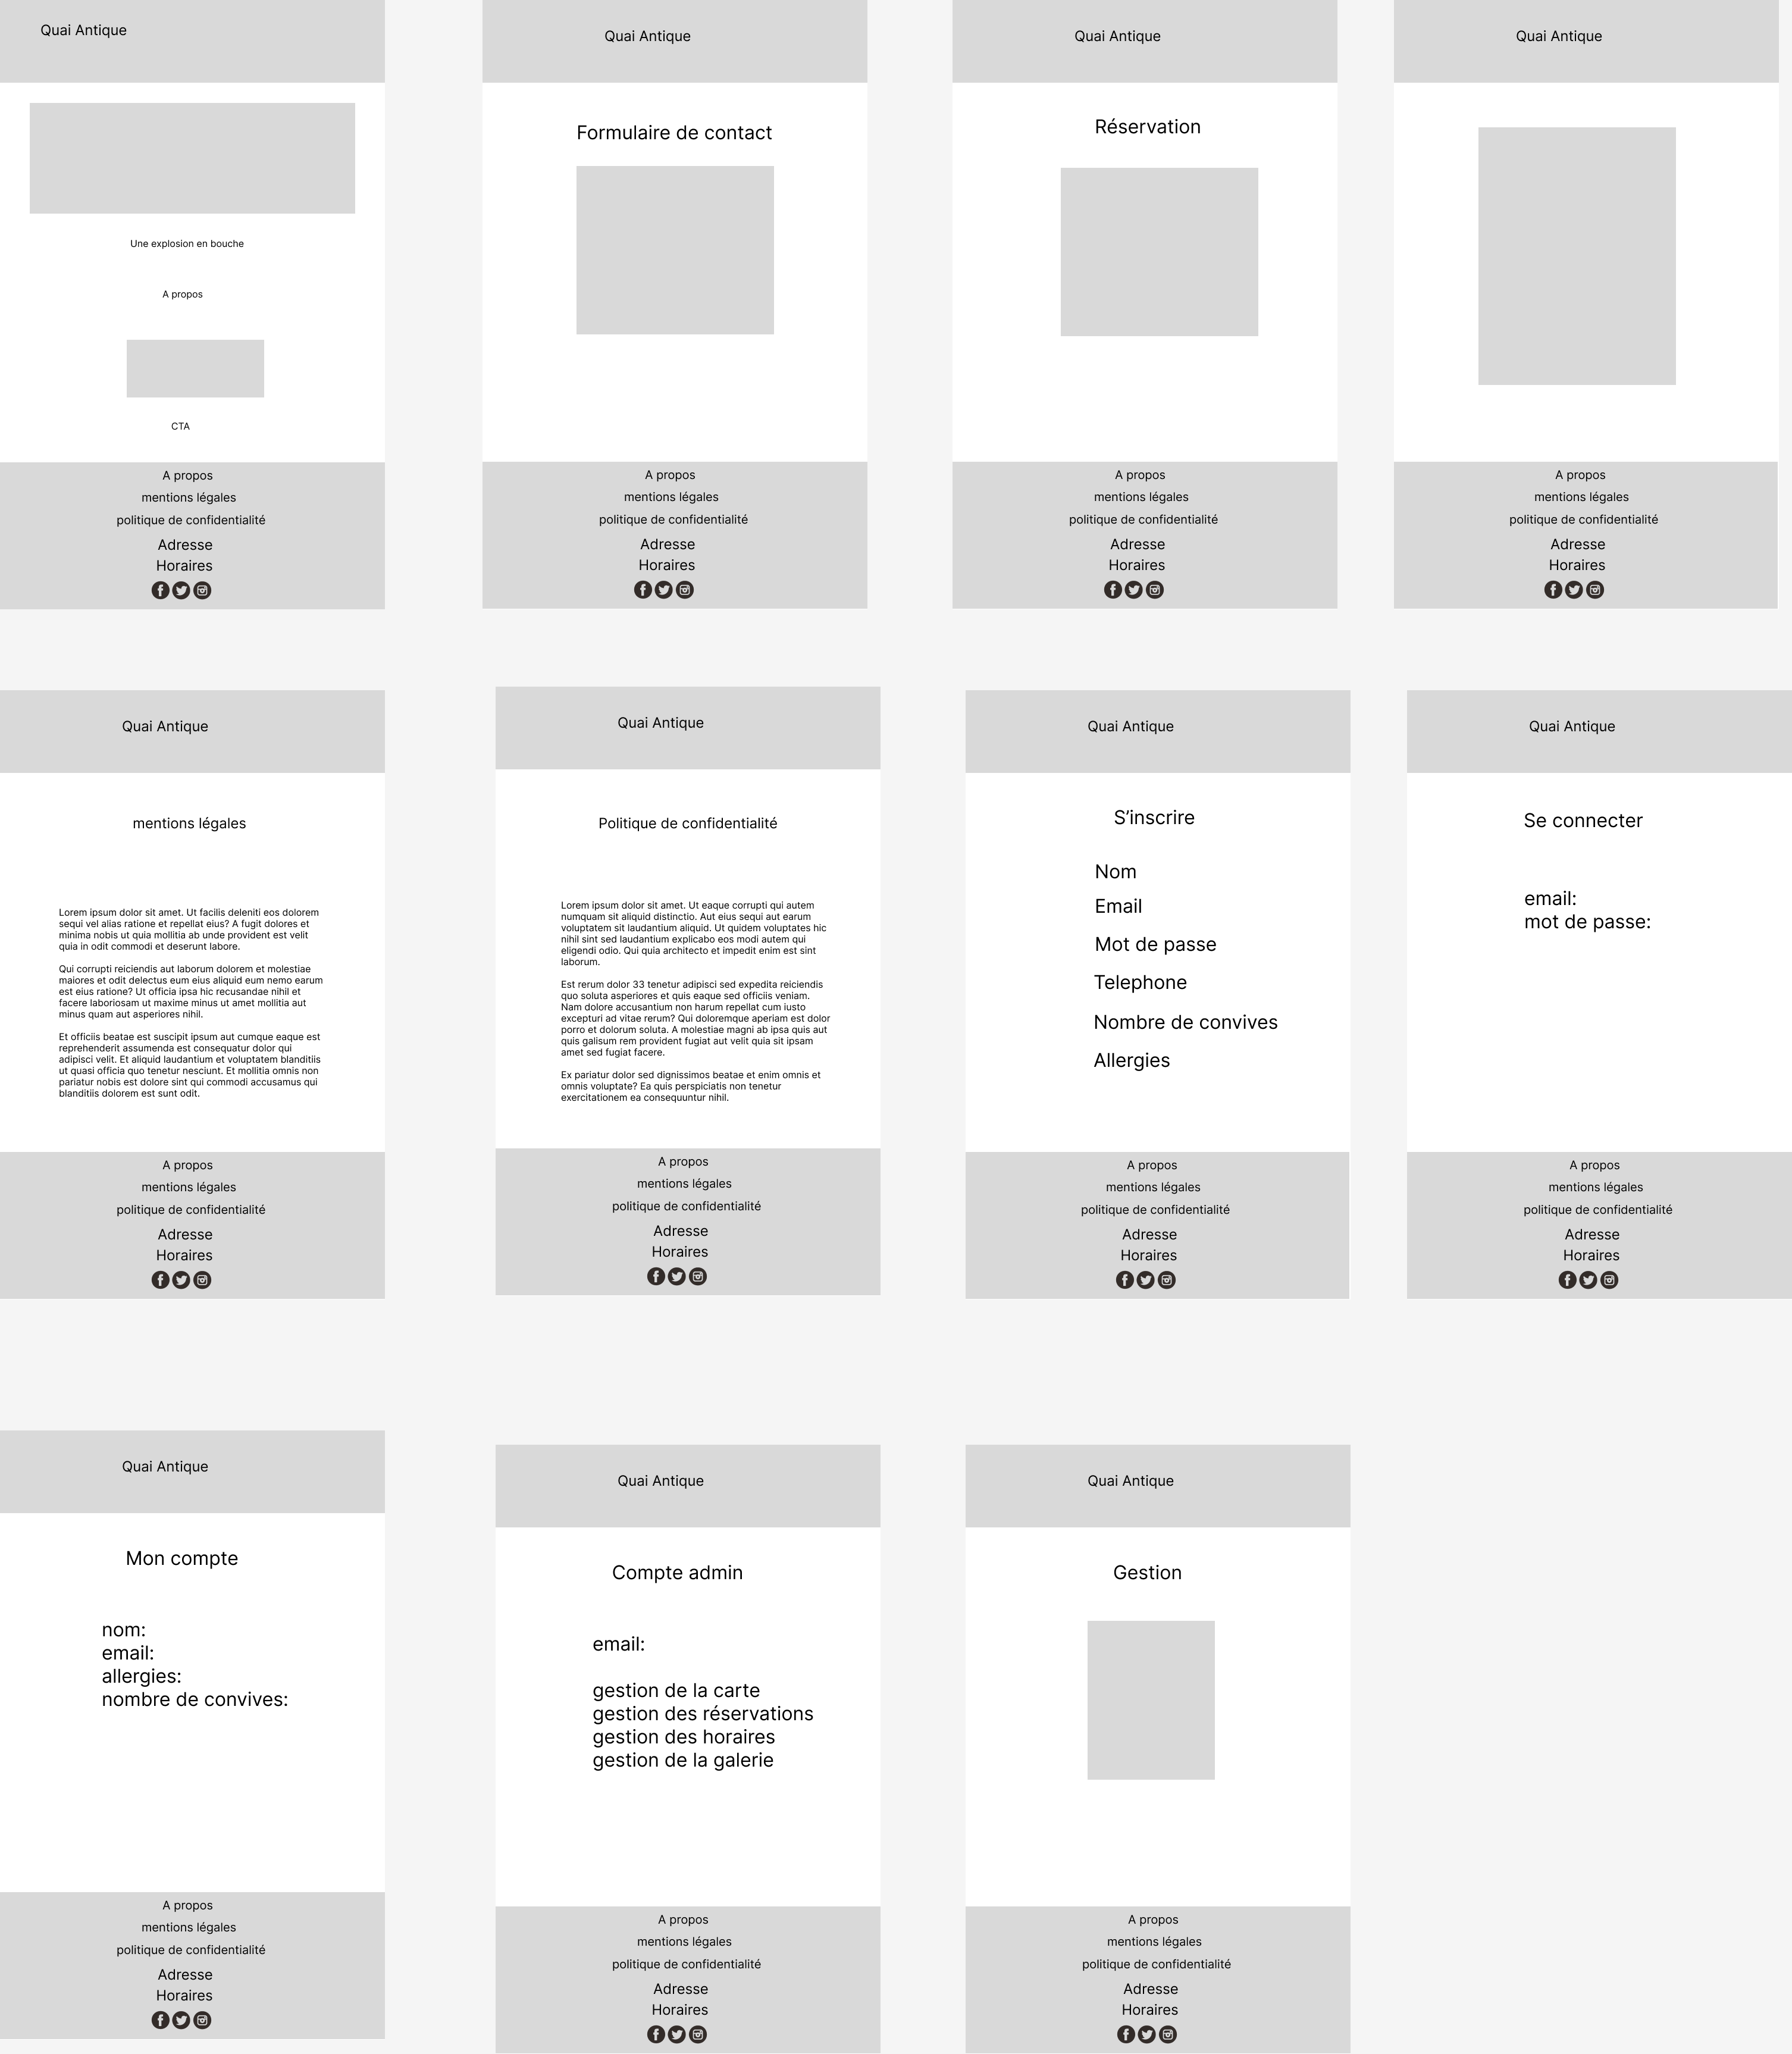 Quai Antique
Une explosion en bouche
A propos
CTA
A propos
mentions légales
politique de confidentialité
Adresse
Horaires
Quai Antique
Formulaire de contact
A propos
mentions légales
politique de confidentialité
Adresse
Horaires
Quai Antique
Réservation
A propos
mentions légales
politique de confidentialité
Adresse
Horaires
Quai Antique
A propos
mentions légales
politique de confidentialité
Adresse
Horaires
Quai Antique
mentions légales
Lorem ipsum dolor sit amet. Ut facilis deleniti eos dolorem
sequi vel alias ratione et repellat eius? A fugit dolores et
minima nobis ut quia mollitia ab unde provident est velit
quia in odit commodi et deserunt labore.
Qui corrupti reiciendis aut laborum dolorem et molestiae
maiores et odit delectus eum eius aliquid eum nemo earum
est eius ratione? Ut officia ipsa hic recusandae nihil et
facere laboriosam ut maxime minus ut amet mollitia aut
minus quam aut asperiores nihil.
Et officiis beatae est suscipit ipsum aut cumque eaque est
reprehenderit assumenda est consequatur dolor qui
adipisci velit. Et aliquid laudantium et voluptatem blanditiis
ut quasi officia quo tenetur nesciunt. Et mollitia omnis non
pariatur nobis est dolore sint qui commodi accusamus qui
blanditiis dolorem est sunt odit.
A propos
mentions légales
politique de confidentialité
Adresse
Horaires
Quai Antique
Politique de confidentialité
Lorem ipsum dolor sit amet. Ut eaque corrupti qui autem
numquam sit aliquid distinctio. Aut eius sequi aut earum
voluptatem sit laudantium aliquid. Ut quidem voluptates hic
nihil sint sed laudantium explicabo eos modi autem qui
eligendi odio. Qui quia architecto et impedit enim est sint
laborum.
Est rerum dolor 33 tenetur adipisci sed expedita reiciendis
quo soluta asperiores et quis eaque sed officiis veniam.
Nam dolore accusantium non harum repellat cum iusto
excepturi ad vitae rerum? Qui doloremque aperiam est dolor
porro et dolorum soluta. A molestiae magni ab ipsa quis aut
quis galisum rem provident fugiat aut velit quia sit ipsam
amet sed fugiat facere.
Ex pariatur dolor sed dignissimos beatae et enim omnis et
omnis voluptate? Ea quis perspiciatis non tenetur
exercitationem ea consequuntur nihil.
A propos
mentions légales
politique de confidentialité
Adresse
Horaires
Quai Antique
S’inscrire
Nom
Email
Mot de passe
Telephone
Nombre de convives
Allergies
A propos
mentions légales
politique de confidentialité
Adresse
Horaires
Quai Antique
Se connecter
email:
mot de passe:
A propos
mentions légales
politique de confidentialité
Adresse
Horaires
Quai Antique
Mon compte
nom:
email:
allergies:
nombre de convives:
A propos
mentions légales
politique de confidentialité
Adresse
Horaires
Quai Antique
Compte admin
email:
gestion de la carte
gestion des réservations
gestion des horaires
gestion de la galerie
A propos
mentions légales
politique de confidentialité
Adresse
Horaires
Quai Antique
Gestion
A propos
mentions légales
politique de confidentialité
Adresse
Horaires